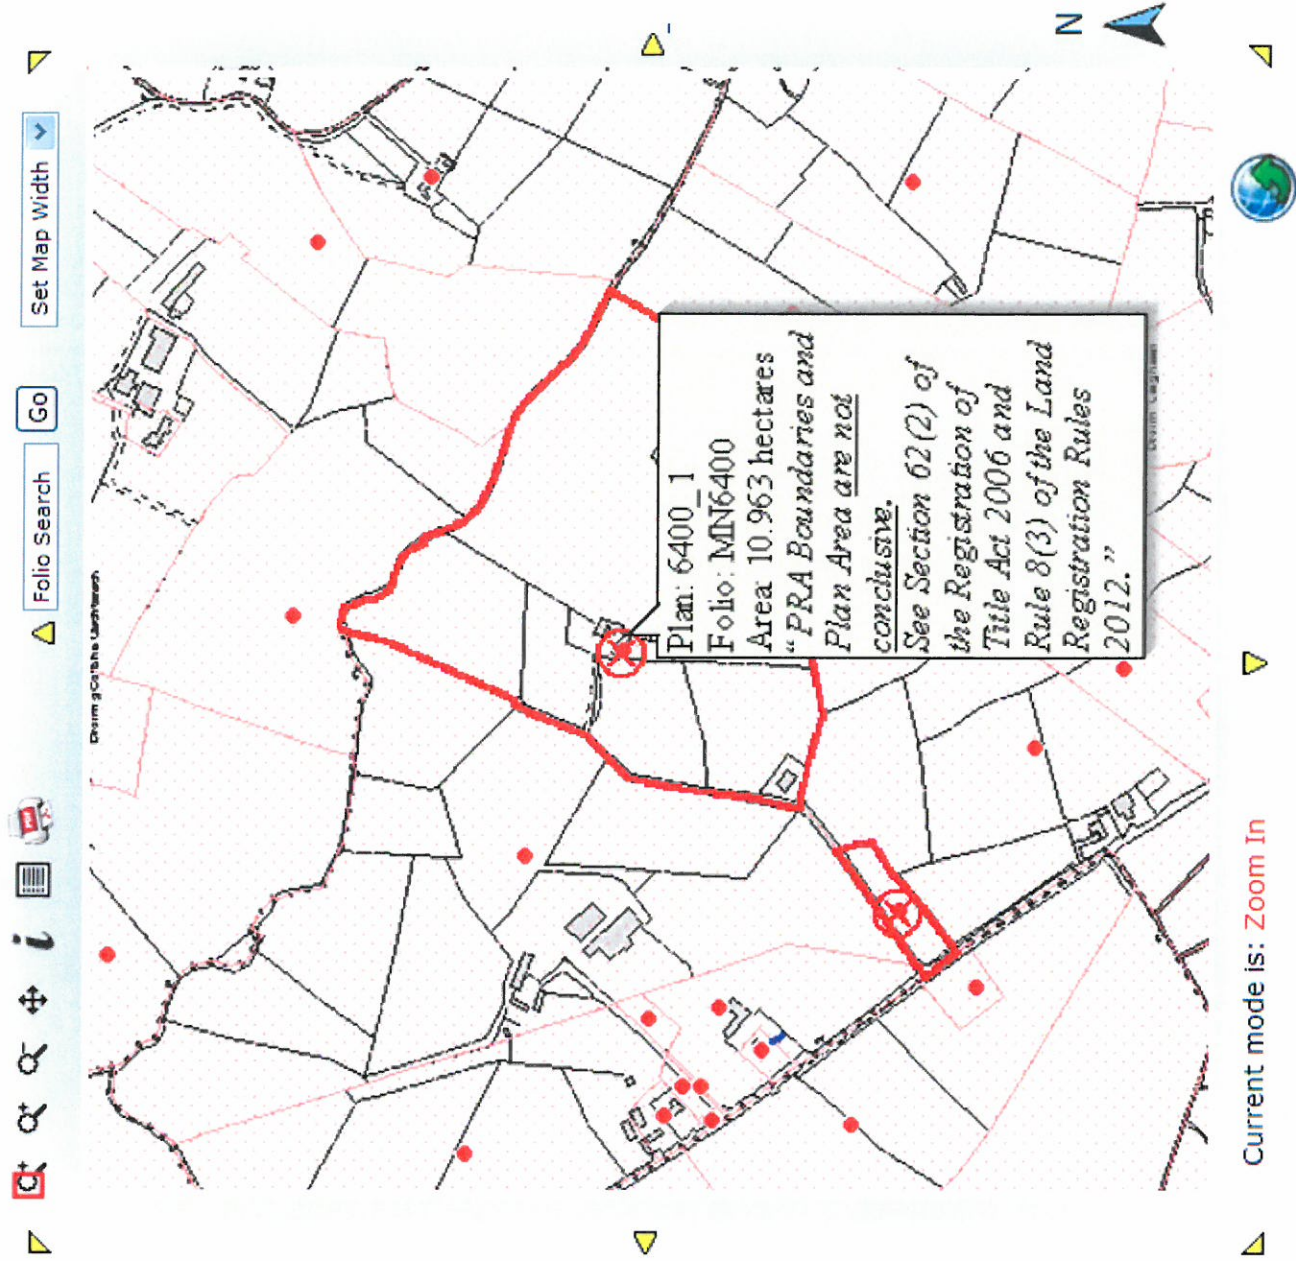 Folio Search
Go
Set Map Width
Plan: 6400_1
Folio: MN6400
Area 10.963 hectares
“PRA Boundaries and
Plan Area are not
conclusive.
See Section 62(2) of
the Registration of
Title Act 2006 and
Rule 8(3) of the Land
Registration Rules
2012.”
Current mode is: Zoom In
N